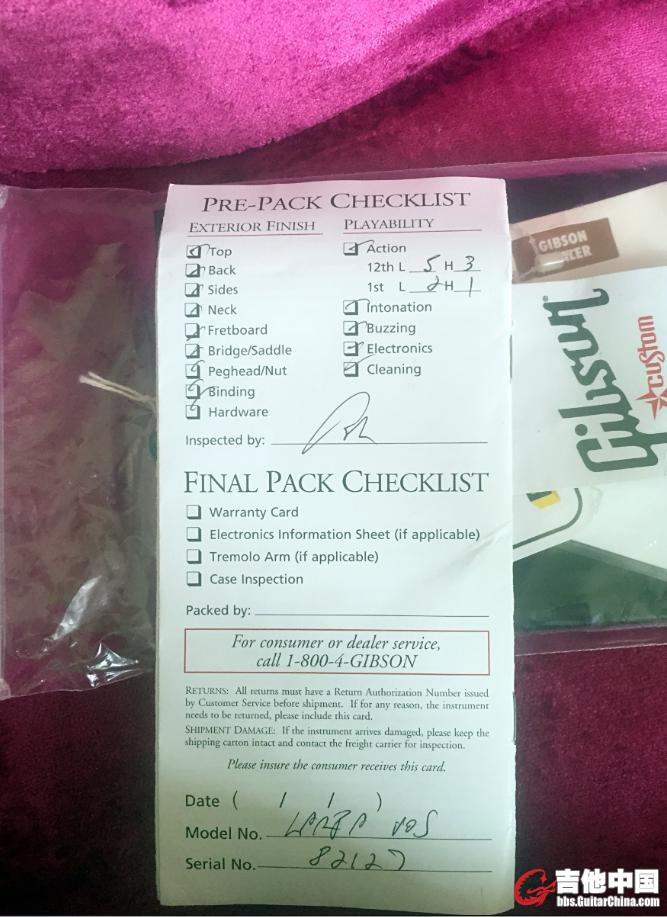 PRE-PACK CHECKLIST
EXTERIOR FINISH
Top
Back
Sides
Neck
Fretboard
Bridge/Saddle
Peghead/Nut
Binding
Hardware
PLAYABILITY
Action
12th L 5 H 3
1st L 2 H 1
Intonation
Buzzing
Electronics
Cleaning
Inspected by:
FINAL PACK CHECKLIST
Warranty Card
Electronics Information Sheet (if applicable)
Tremolo Arm (if applicable)
Case Inspection
Packed by:
For consumer or dealer service,
call 1-800-4-GIBSON
RETURNS: All returns must have a Return Authorization Number issued
by Customer Service before shipment. If for any reason, the instrument
needs to be returned, please include this card.
SHIPMENT DAMAGE: If the instrument arrives damaged, please keep the
shipping carton intact and contact the freight carrier for inspection.
Please insure the consumer receives this card.
Date ( / / )
Model No. VOS
Serial No. 82127
GIBSON
Gibson
CUSTOM
吉他中国
bbs.GuitarChina.com